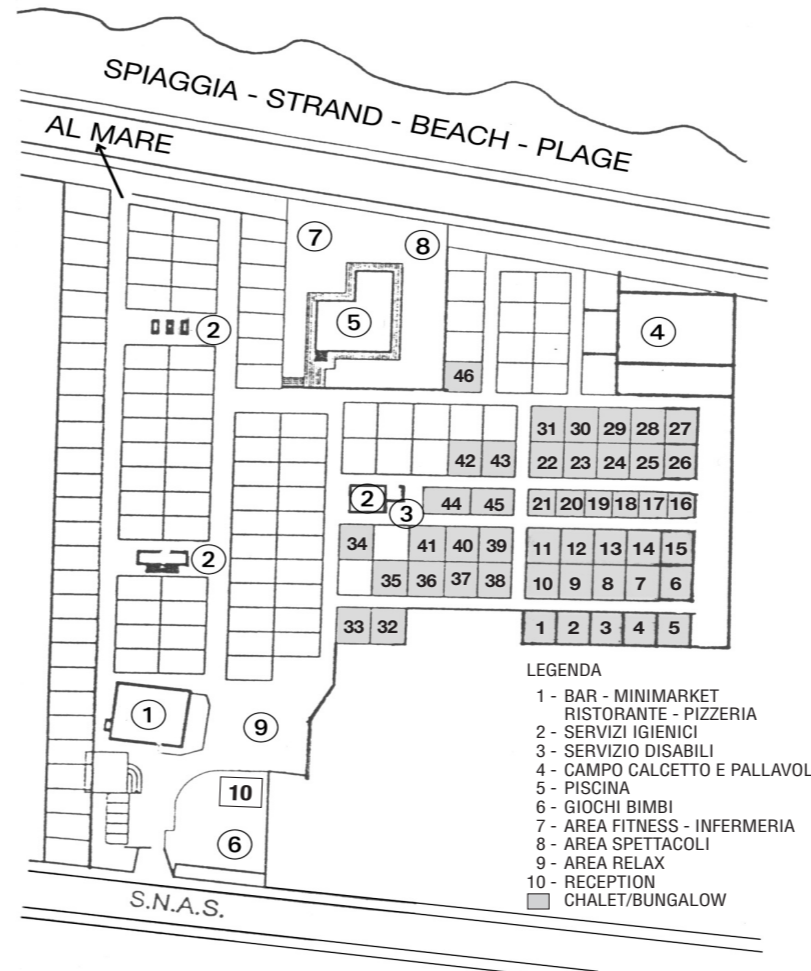 SPIAGGIA - STRAND - BEACH - PLAGE
AL MARE
7
8
2
5
4
46
31 30 29 28 27
42 43
22 23 24 25 26
2
3
44 45
21 20 19 18 17 16
2
34
41 40 39
11 12 13 14 15
35 36 37 38
10 9 8 7 6
33 32
1 2 3 4 5
1
9
10
6
S.N.A.S.
LEGENDA
1 - BAR - MINIMARKET
RISTORANTE - PIZZERIA
2 - SERVIZI IGIENICI
3 - SERVIZIO DISABILI
4 - CAMPO CALCETTO E PALLAVOL
5 - PISCINA
6 - GIOCHI BIMBI
7 - AREA FITNESS - INFERMERIA
8 - AREA SPETTACOLI
9 - AREA RELAX
10 - RECEPTION
CHALET/BUNGALOW